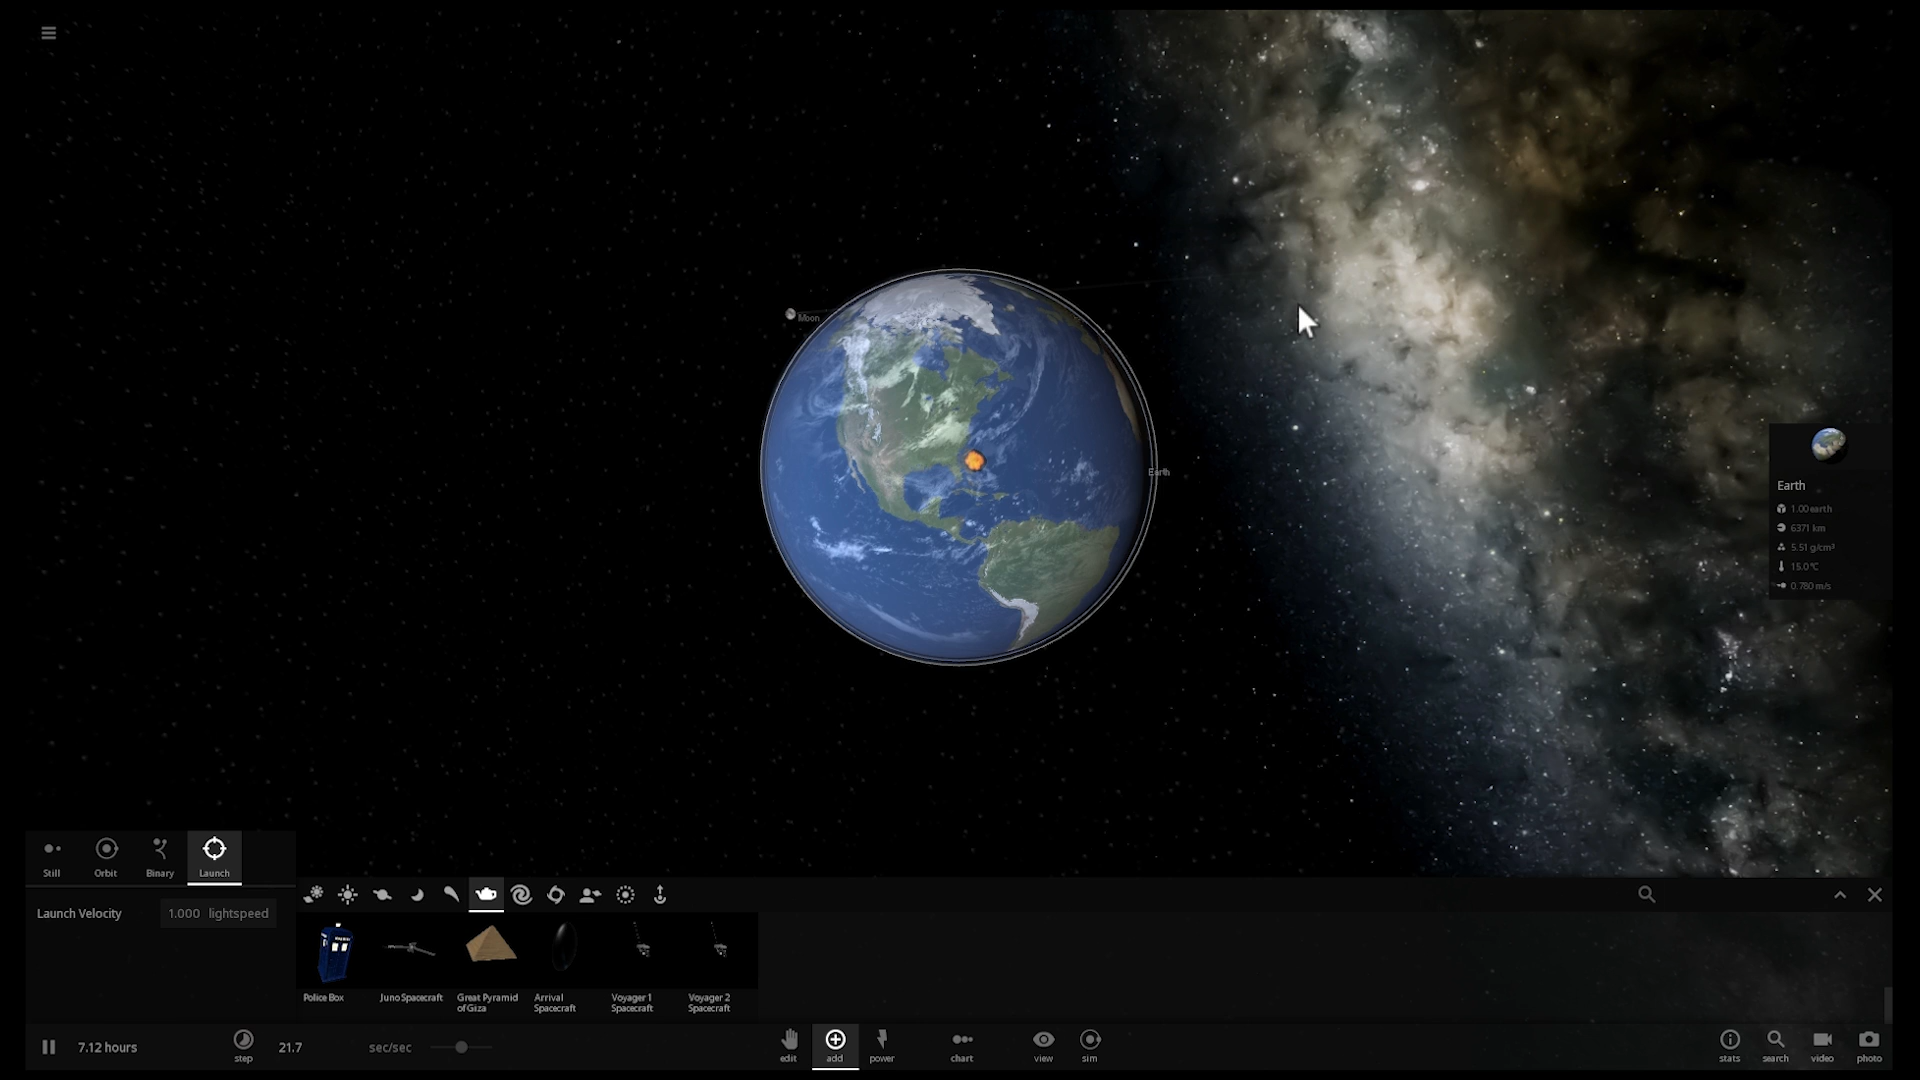 Moon
Earth
Earth
1.00 earth
6371 km
5.51 g/cm³
15.0 °C
0.780 m/s
Still
Orbit
Binary
Launch
Launch Velocity
1.000 lightspeed
Police Box
Juno Spacecraft
Great Pyramid
of Giza
Arrival
Spacecraft
Voyager 1
Spacecraft
Voyager 2
Spacecraft
7.12 hours
step
21.7
sec/sec
edit
add
power
chart
view
sim
stats
search
video
photo